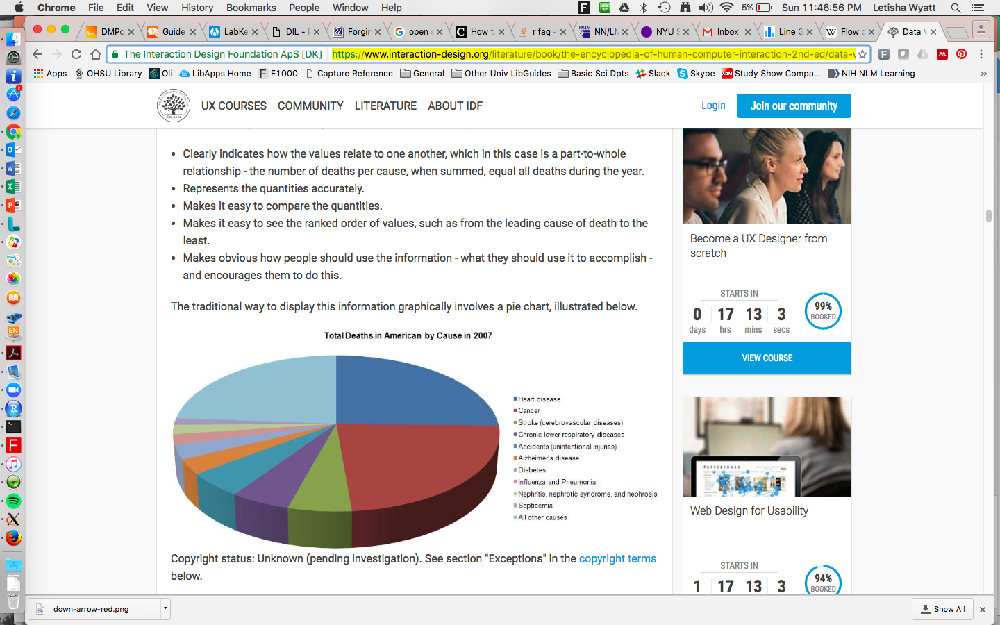 Chrome File Edit View History Bookmarks People Window Help 5% Sun 11:46:56 PM Letisha Wyatt
DMPo Guide LabKe DIL - F Forgin open s How to r faq - NN/LM NYU S Inbox Line G Flow c Data V
The Interaction Design Foundation ApS [DK] https://www.interaction-design.org/literature/book/the-encyclopedia-of-human-computer-interaction-2nd-ed/data-v
Apps OHSU Library Oli LibApps Home F1000 Capture Reference General Other Univ LibGuides Basic Sci Dpts Slack Skype Study Show Compa... NIH NLM Learning »
UX COURSES COMMUNITY LITERATURE ABOUT IDF Login Join our community
• Clearly indicates how the values relate to one another, which in this case is a part-to-whole
relationship - the number of deaths per cause, when summed, equal all deaths during the year.
• Represents the quantities accurately.
• Makes it easy to compare the quantities.
• Makes it easy to see the ranked order of values, such as from the leading cause of death to the
least.
• Makes obvious how people should use the information - what they should use it to accomplish -
and encourages them to do this.
The traditional way to display this information graphically involves a pie chart, illustrated below.
Total Deaths in American by Cause in 2007
Heart disease
Cancer
Stroke (cerebrovascular diseases)
Chronic lower respiratory diseases
Accidents (unintentional injuries)
Alzheimer's disease
Diabetes
Influenza and Pneumonia
Nephritis, nephrotic syndrome, and nephrosis
Septicemia
All other causes
Copyright status: Unknown (pending investigation). See section "Exceptions" in the copyright terms
below.
Become a UX Designer from
scratch
STARTS IN
0 17 13 3
days hrs mins secs
99%
BOOKED
VIEW COURSE
Web Design for Usability
STARTS IN
1 17 13 3
94%
BOOKED
down-arrow-red.png
Show All